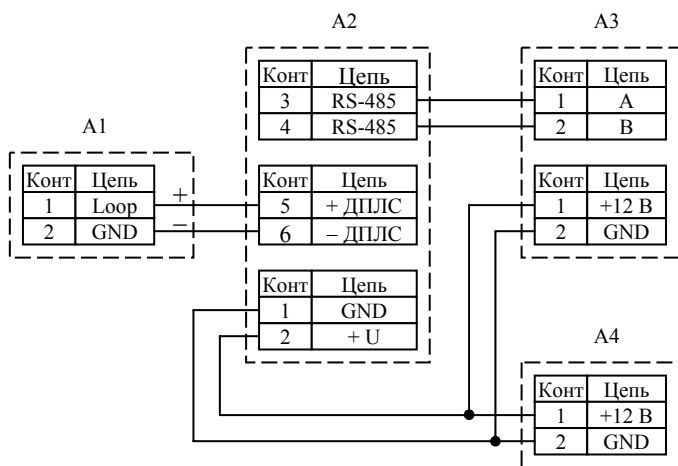 A2
A3
Конт Цепь
3 RS-485
4 RS-485
Конт Цепь
1 A
2 B
A1
Конт Цепь
1 Loop +
2 GND –
Конт Цепь
5 + ДПЛС
6 – ДПЛС
Конт Цепь
1 +12 В
2 GND
Конт Цепь
1 GND
2 + U
A4
Конт Цепь
1 +12 В
2 GND